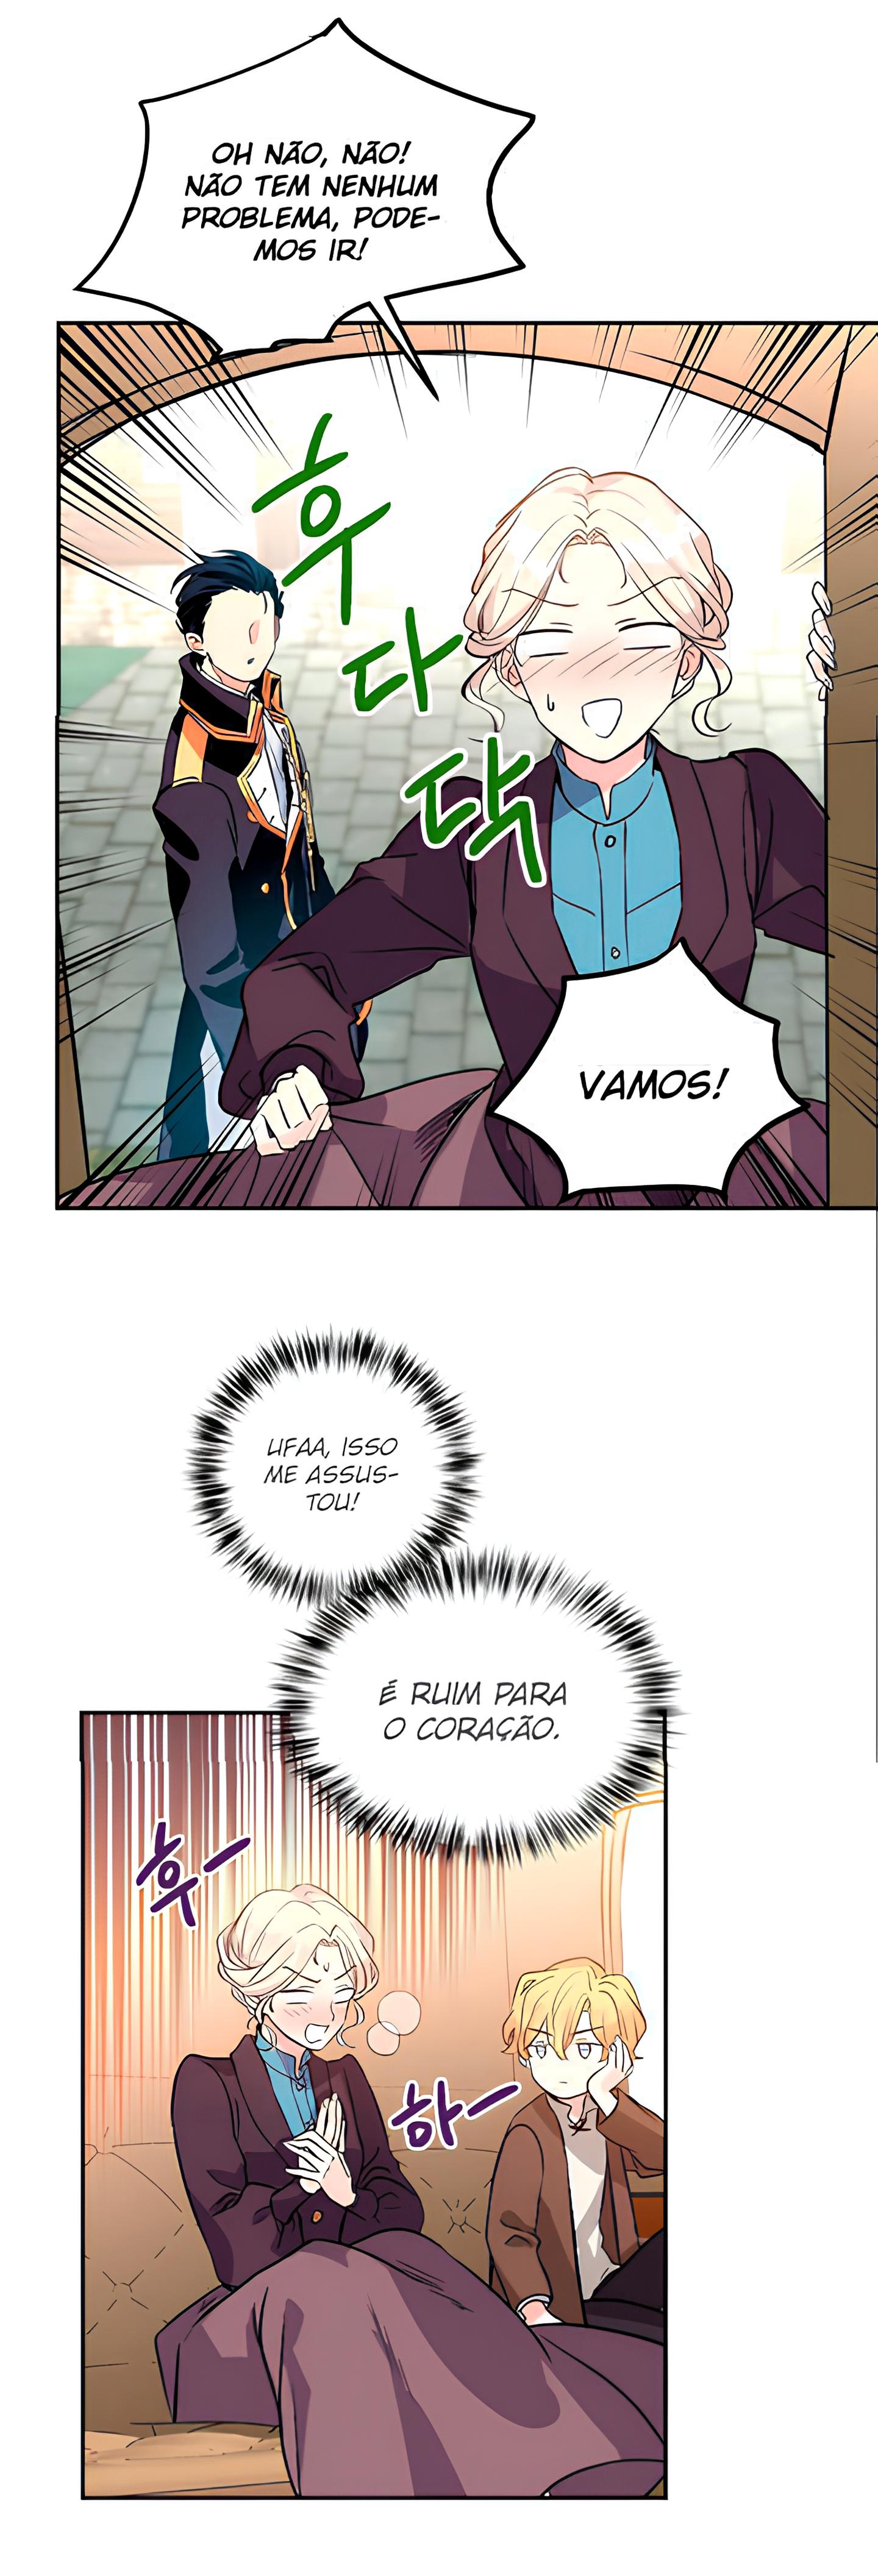 OH NÃO, NÃO!
NÃO TEM NENHUM
PROBLEMA, PODE-
MOS IR!
후
다
닥
VAMOS!
UFAA, ISSO
ME ASSUS-
TOU!
É RUIM PARA
O CORAÇÃO.
후-
하-